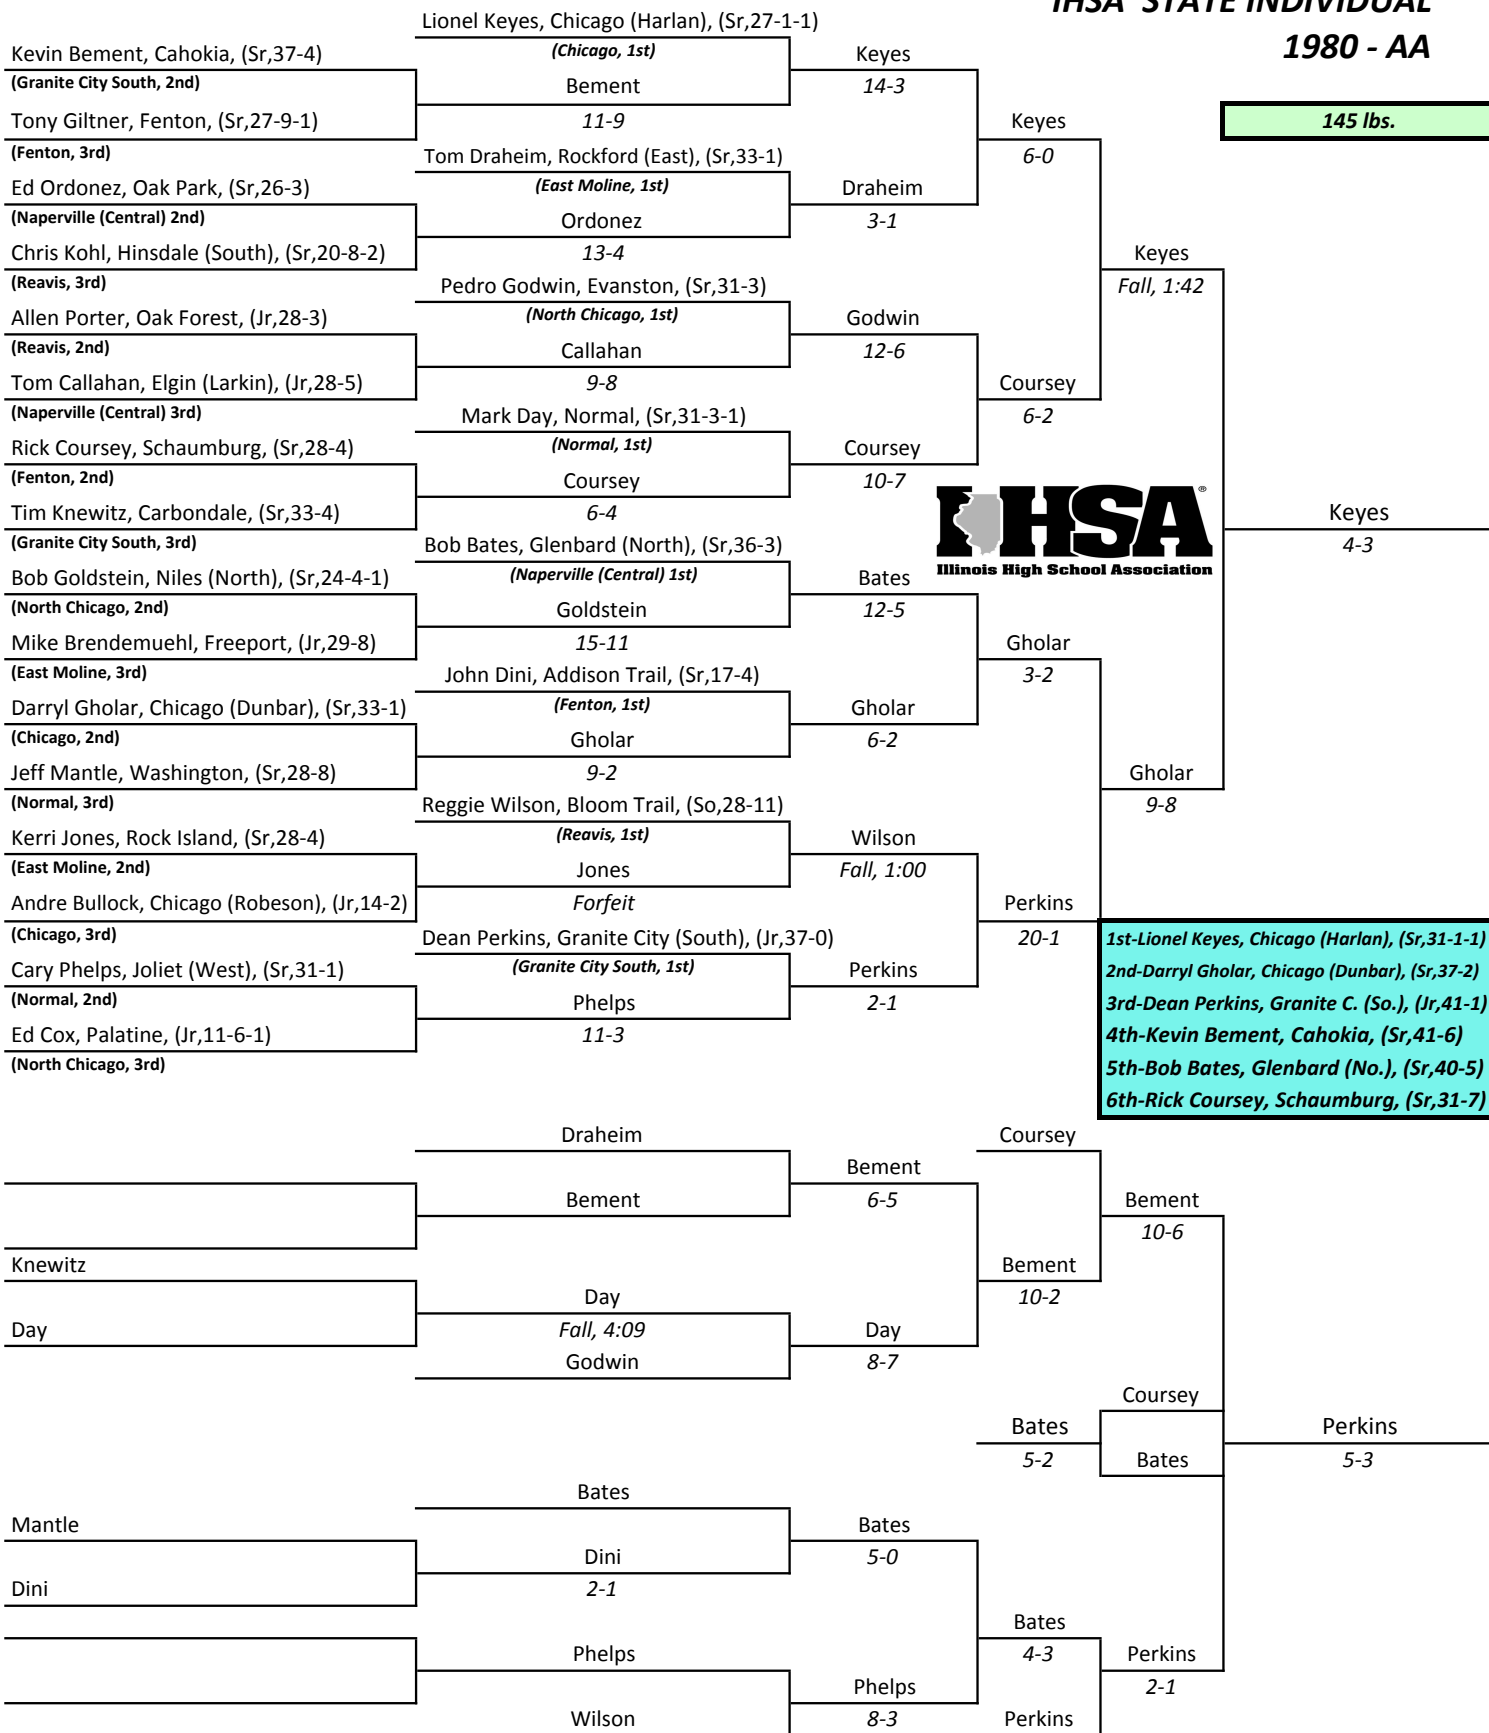 IHSA STATE INDIVIDUAL
1980 - AA
145 lbs.
Kevin Bement, Cahokia, (Sr,37-4)
(Granite City South, 2nd)
Tony Giltner, Fenton, (Sr,27-9-1)
(Fenton, 3rd)
Ed Ordonez, Oak Park, (Sr,26-3)
(Naperville (Central) 2nd)
Chris Kohl, Hinsdale (South), (Sr,20-8-2)
(Reavis, 3rd)
Allen Porter, Oak Forest, (Jr,28-3)
(Reavis, 2nd)
Tom Callahan, Elgin (Larkin), (Jr,28-5)
(Naperville (Central) 3rd)
Rick Coursey, Schaumburg, (Sr,28-4)
(Fenton, 2nd)
Tim Knewitz, Carbondale, (Sr,33-4)
(Granite City South, 3rd)
Bob Goldstein, Niles (North), (Sr,24-4-1)
(North Chicago, 2nd)
Mike Brendemuehl, Freeport, (Jr,29-8)
(East Moline, 3rd)
Darryl Gholar, Chicago (Dunbar), (Sr,33-1)
(Chicago, 2nd)
Jeff Mantle, Washington, (Sr,28-8)
(Normal, 3rd)
Kerri Jones, Rock Island, (Sr,28-4)
(East Moline, 2nd)
Andre Bullock, Chicago (Robeson), (Jr,14-2)
(Chicago, 3rd)
Cary Phelps, Joliet (West), (Sr,31-1)
(Normal, 2nd)
Ed Cox, Palatine, (Jr,11-6-1)
(North Chicago, 3rd)
Lionel Keyes, Chicago (Harlan), (Sr,27-1-1)
(Chicago, 1st)
Bement
11-9
Tom Draheim, Rockford (East), (Sr,33-1)
(East Moline, 1st)
Ordonez
13-4
Pedro Godwin, Evanston, (Sr,31-3)
(North Chicago, 1st)
Callahan
9-8
Mark Day, Normal, (Sr,31-3-1)
(Normal, 1st)
Coursey
6-4
Bob Bates, Glenbard (North), (Sr,36-3)
(Naperville (Central) 1st)
Goldstein
15-11
John Dini, Addison Trail, (Sr,17-4)
(Fenton, 1st)
Gholar
9-2
Reggie Wilson, Bloom Trail, (So,28-11)
(Reavis, 1st)
Jones
Forfeit
Dean Perkins, Granite City (South), (Jr,37-0)
(Granite City South, 1st)
Phelps
11-3
Keyes
14-3
Draheim
3-1
Godwin
12-6
Coursey
10-7
Bates
12-5
Gholar
6-2
Wilson
Fall, 1:00
Perkins
2-1
Keyes
6-0
Coursey
6-2
Gholar
3-2
Perkins
20-1
Keyes
Fall, 1:42
Gholar
9-8
IHSA®
Illinois High School Association
Keyes
4-3
1st-Lionel Keyes, Chicago (Harlan), (Sr,31-1-1)
2nd-Darryl Gholar, Chicago (Dunbar), (Sr,37-2)
3rd-Dean Perkins, Granite C. (So.), (Jr,41-1)
4th-Kevin Bement, Cahokia, (Sr,41-6)
5th-Bob Bates, Glenbard (No.), (Sr,40-5)
6th-Rick Coursey, Schaumburg, (Sr,31-7)
Knewitz
Day
Mantle
Dini
Draheim
Bement
Day
Fall, 4:09
Godwin
Bates
Dini
2-1
Phelps
Wilson
Bement
6-5
Day
8-7
Bates
5-0
Phelps
8-3
Coursey
Bement
10-2
Bates
5-2
Bates
4-3
Perkins
Bement
10-6
Coursey
Bates
Perkins
2-1
Perkins
5-3